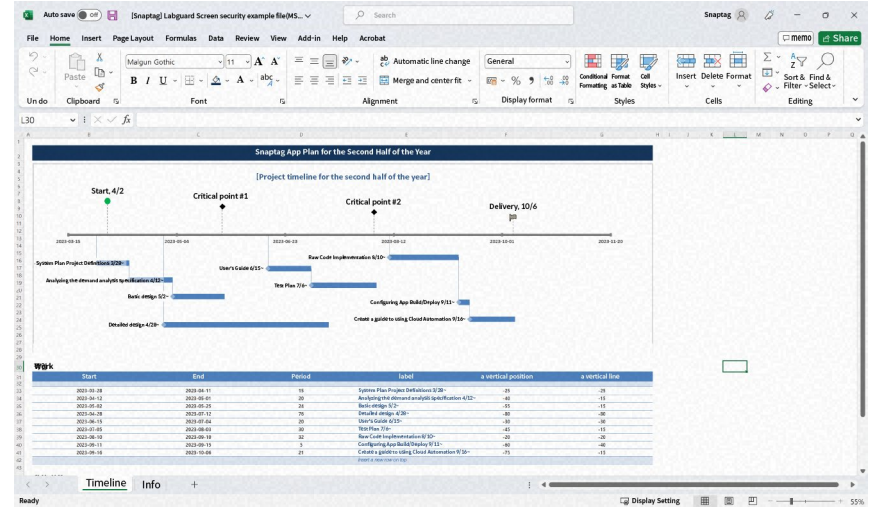 Auto save Off [Snaptag] Labguard Screen security example file(MS... Search Snaptag
File Home Insert Page Layout Formulas Data Review View Add-in Help Acrobat memo Share
Paste Malgun Gothic 11 A A Automatic line change General Conditional Formatting Format as Table Cell Styles Insert Delete Format Sort & Filter Find & Select
B I U A abc Merge and center fit % 9
Un do Clipboard Font Alignment Display format Styles Cells Editing
L30 fx
Snaptag App Plan for the Second Half of the Year
[Project timeline for the second half of the year]
Start, 4/2
Critical point #1
Critical point #2
Delivery, 10/6
2023-03-15 2023-05-04 2023-06-23 2023-08-12 2023-10-01 2023-11-20
System Plan Project Definitions 3/28~
Raw Code Implementation 8/10~
User's Guide 6/15~
Analyzing the demand analysis specification 4/12~
Test Plan 7/6~
Basic design 5/2~
Configuring App Build/Deploy 9/11~
Create a guide to using Cloud Automation 9/16~
Detailed design 4/28~
Work
Start End Period label a vertical position a vertical line
2023-03-28 2023-04-11 15 System Plan Project Definitions 3/28~ -25 -25
2023-04-12 2023-05-01 20 Analyzing the demand analysis specification 4/12~ -40 -15
2023-05-02 2023-05-25 24 Basic design 5/2~ -55 -15
2023-04-28 2023-07-12 76 Detailed design 4/28~ -80 -80
2023-06-15 2023-07-04 20 User's Guide 6/15~ -30 -30
2023-07-05 2023-08-03 30 Test Plan 7/6~ -45 -15
2023-08-10 2023-09-10 32 Raw Code Implementation 8/10~ -20 -20
2023-09-11 2023-09-15 5 Configuring App Build/Deploy 9/11~ -60 -40
2023-09-16 2023-10-06 21 Create a guide to using Cloud Automation 9/16~ -75 -15
Insert a new row on top
Timeline Info +
Ready Display Setting 55%